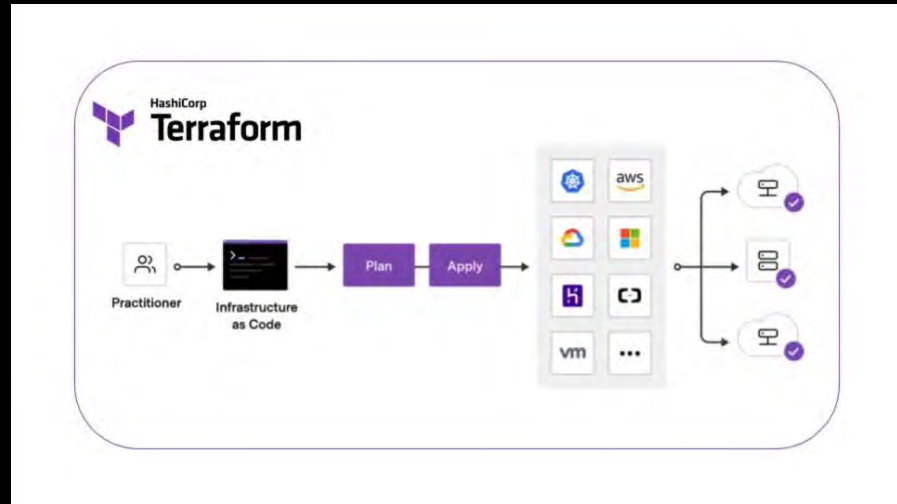 HashiCorp
Terraform
aws
Practitioner
Infrastructure
as Code
Plan
Apply
vm